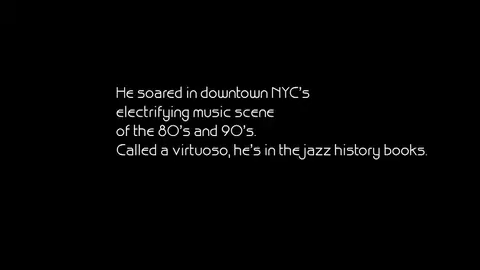 He soared in downtown NYC's
electrifying music scene
of the 80's and 90's.
Called a virtuoso, he's in the jazz history books.